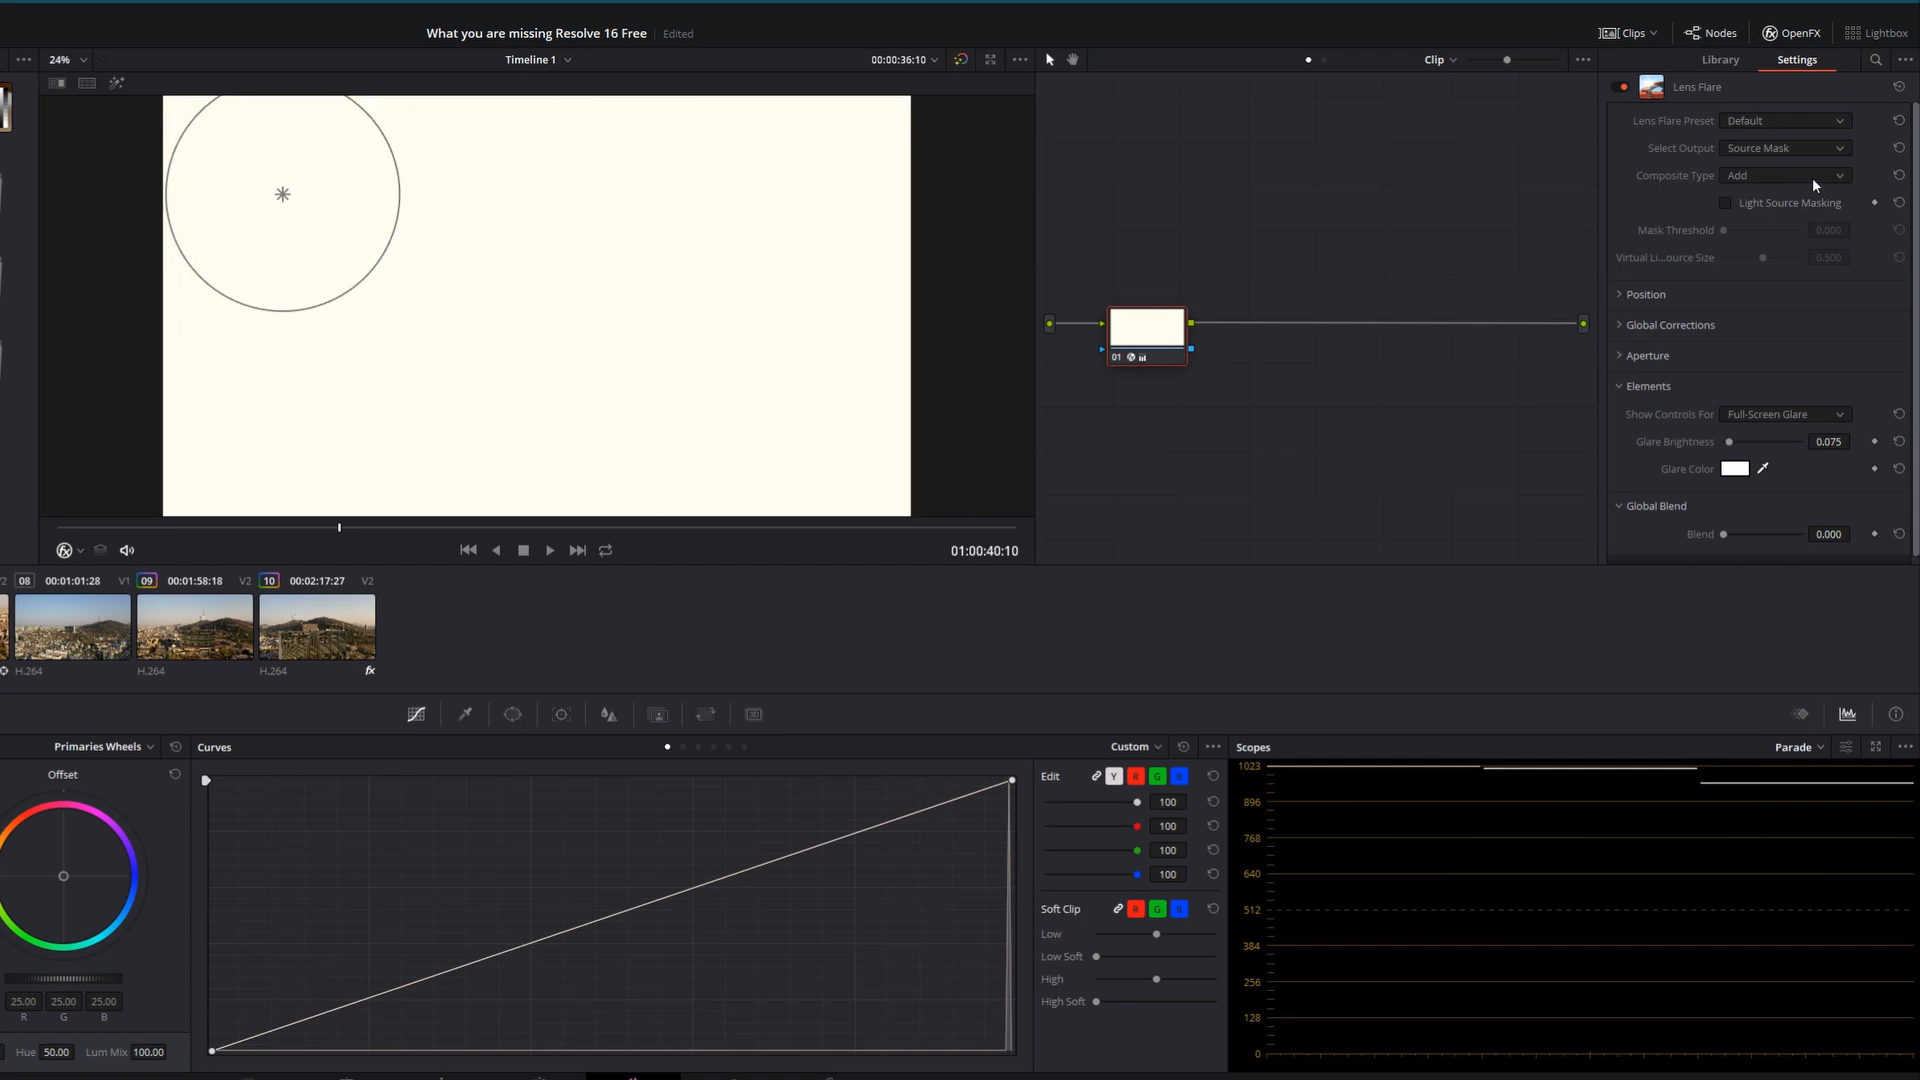 What you are missing Resolve 16 Free Edited
Clips Nodes OpenFX Lightbox
24% Timeline 1 00:00:36:10 Clip Library Settings
Lens Flare
Lens Flare Preset Default
Select Output Source Mask
Composite Type Add
Light Source Masking
Mask Threshold 0.000
Virtual Li...ource Size 0.500
Position
Global Corrections
Aperture
01
Elements
Show Controls For Full-Screen Glare
Glare Brightness 0.075
Glare Color
Global Blend
Blend 0.000
01:00:40:10
08 00:01:01:28 V1 09 00:01:58:18 V2 10 00:02:17:27 V2
H.264 H.264 H.264 fx
Primaries Wheels Curves Custom Scopes Parade
Offset
Edit Y R G B
100
100
100
100
Soft Clip R G B
Low
Low Soft
High
High Soft
1023
896
768
640
512
384
256
128
0
25.00 25.00 25.00
R G B
Hue 50.00 Lum Mix 100.00